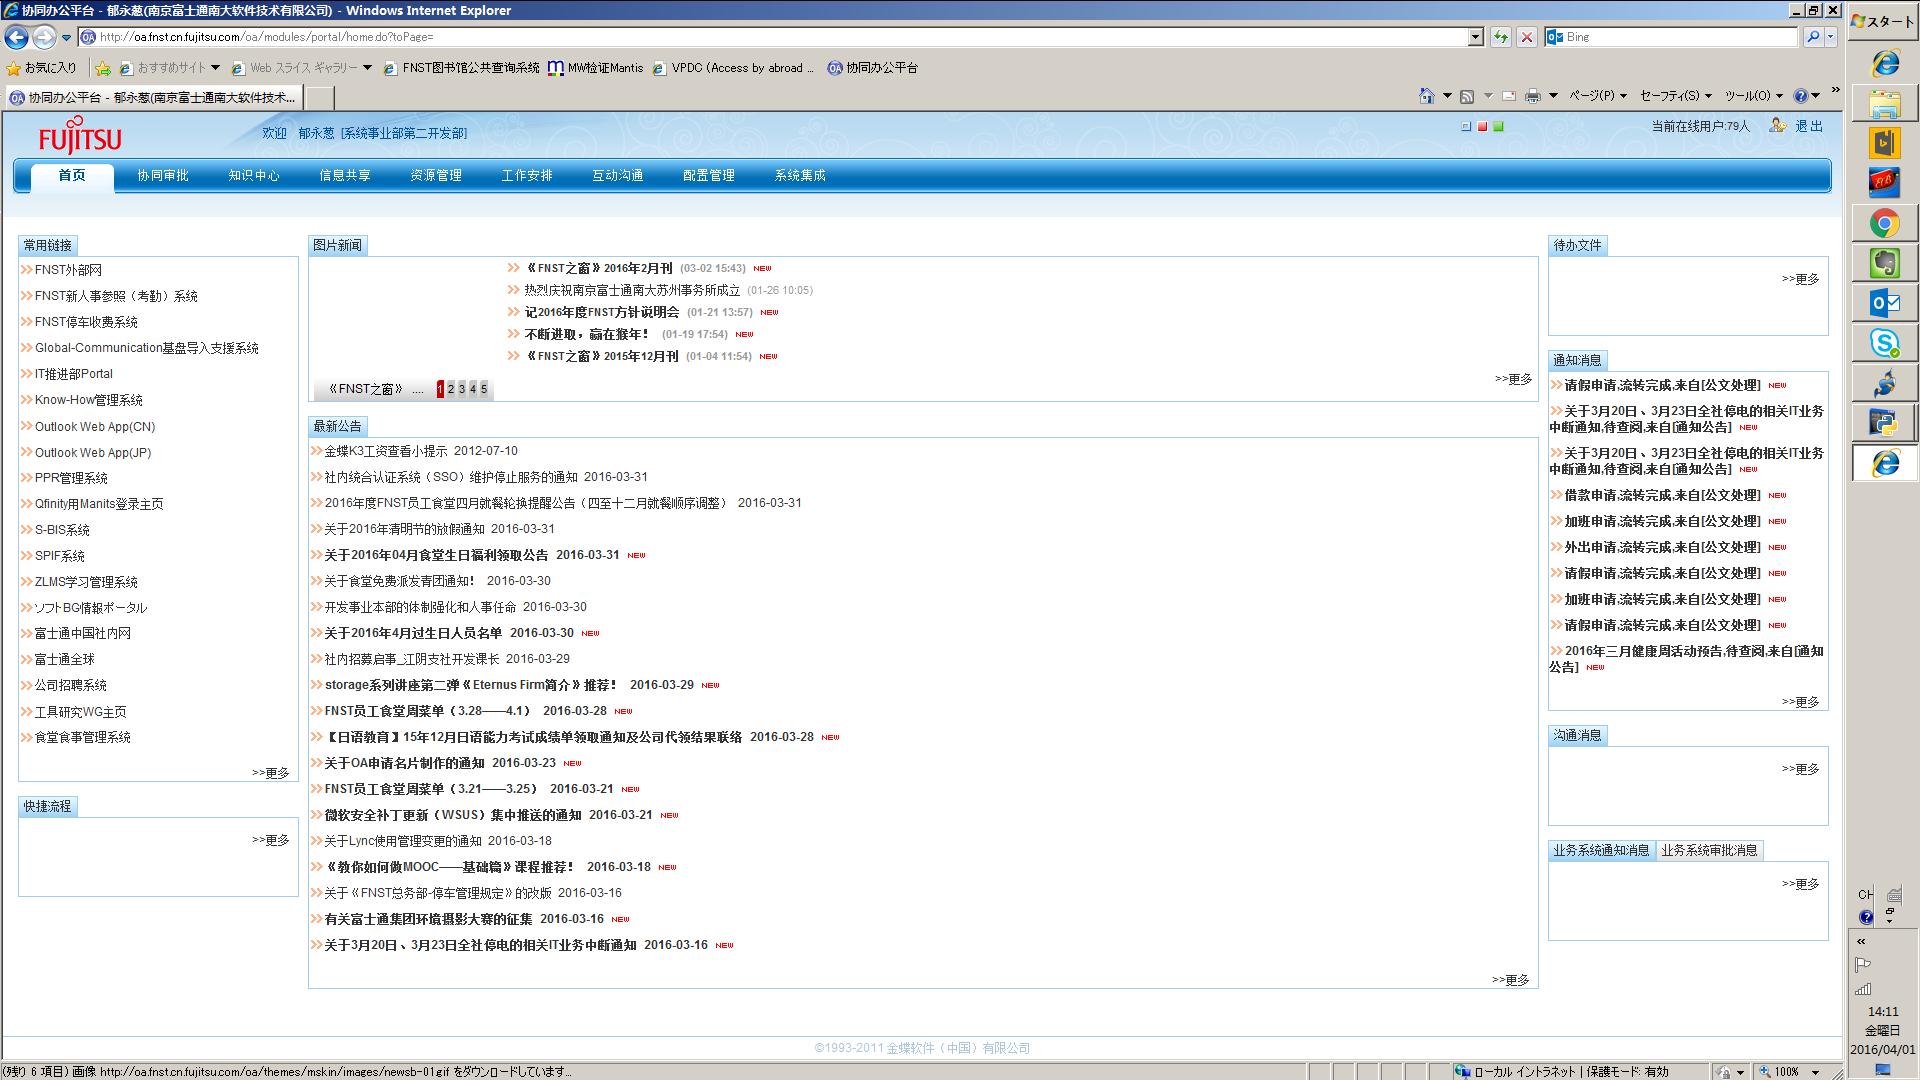 协同办公平台 - 郁永慈(南京富士通南大软件技术有限公司) - Windows Internet Explorer
http://oa.fnst.cn.fujitsu.com/oa/modules/portal/home.do?toPage=
Bing
お気に入り おすすめサイト Web スライス ギャラリー FNST图书馆公共查询系统 MW检证Mantis VPDC (Access by abroad ... 协同办公平台
协同办公平台 - 郁永慈(南京富士通南大软件技术...
ページ(P) セーフティ(S) ツール(O)
スタート
FUJITSU
欢迎 郁永慈 [系统事业部第二开发部]
当前在线用户:79人 退出
首页 协同审批 知识中心 信息共享 资源管理 工作安排 互动沟通 配置管理 系统集成
常用链接
FNST外部网
FNST新人事参照（考勤）系统
FNST停车收费系统
Global-Communication基盘导入支援系统
IT推进部Portal
Know-How管理系统
Outlook Web App(CN)
Outlook Web App(JP)
PPR管理系统
Qfinity用Manits登录主页
S-BIS系统
SPIF系统
ZLMS学习管理系统
ソフトBG情報ポータル
富士通中国社内网
富士通全球
公司招聘系统
工具研究WG主页
食堂食事管理系统
>>更多
快捷流程
>>更多
图片新闻
《FNST之窗》2016年2月刊 (03-02 15:43) NEW
热烈庆祝南京富士通南大苏州事务所成立 (01-26 10:05)
记2016年度FNST方针说明会 (01-21 13:57) NEW
不断进取，赢在猴年！ (01-19 17:54) NEW
《FNST之窗》2015年12月刊 (01-04 11:54) NEW
《FNST之窗》 .... 1 2 3 4 5
>>更多
最新公告
金蝶K3工资查看小提示 2012-07-10
社内统合认证系统（SSO）维护停止服务的通知 2016-03-31
2016年度FNST员工食堂四月就餐轮换提醒公告（四至十二月就餐顺序调整） 2016-03-31
关于2016年清明节的放假通知 2016-03-31
关于2016年04月食堂生日福利领取公告 2016-03-31 NEW
关于食堂免费派发青团通知！ 2016-03-30
开发事业本部的体制强化和人事任命 2016-03-30
关于2016年4月过生日人员名单 2016-03-30 NEW
社内招募启事_江阴支社开发课长 2016-03-29
storage系列讲座第二弹《Eternus Firm简介》推荐！ 2016-03-29 NEW
FNST员工食堂周菜单（3.28——4.1） 2016-03-28 NEW
【日语教育】15年12月日语能力考试成绩单领取通知及公司代领结果联络 2016-03-28 NEW
关于OA申请名片制作的通知 2016-03-23 NEW
FNST员工食堂周菜单（3.21——3.25） 2016-03-21 NEW
微软安全补丁更新（WSUS）集中推送的通知 2016-03-21 NEW
关于Lync使用管理变更的通知 2016-03-18
《教你如何做MOOC——基础篇》课程推荐！ 2016-03-18 NEW
关于《FNST总务部-停车管理规定》的改版 2016-03-16
有关富士通集团环境摄影大赛的征集 2016-03-16 NEW
关于3月20日、3月23日全社停电的相关IT业务中断通知 2016-03-16 NEW
>>更多
待办文件
>>更多
通知消息
请假申请,流转完成,来自[公文处理] NEW
关于3月20日、3月23日全社停电的相关IT业务
中断通知,待查阅,来自[通知公告] NEW
关于3月20日、3月23日全社停电的相关IT业务
中断通知,待查阅,来自[通知公告] NEW
借款申请,流转完成,来自[公文处理] NEW
加班申请,流转完成,来自[公文处理] NEW
外出申请,流转完成,来自[公文处理] NEW
请假申请,流转完成,来自[公文处理] NEW
加班申请,流转完成,来自[公文处理] NEW
请假申请,流转完成,来自[公文处理] NEW
2016年三月健康周活动预告,待查阅,来自[通知
公告] NEW
>>更多
沟通消息
>>更多
业务系统通知消息 业务系统审批消息
>>更多
©1993-2011 金蝶软件（中国）有限公司
(残り 6 項目) 画像 http://oa.fnst.cn.fujitsu.com/oa/themes/mskin/images/newsb-01.gif をダウンロードしています...
ローカル イントラネット | 保護モード: 有効 100%
CH
14:11
金曜日
2016/04/01